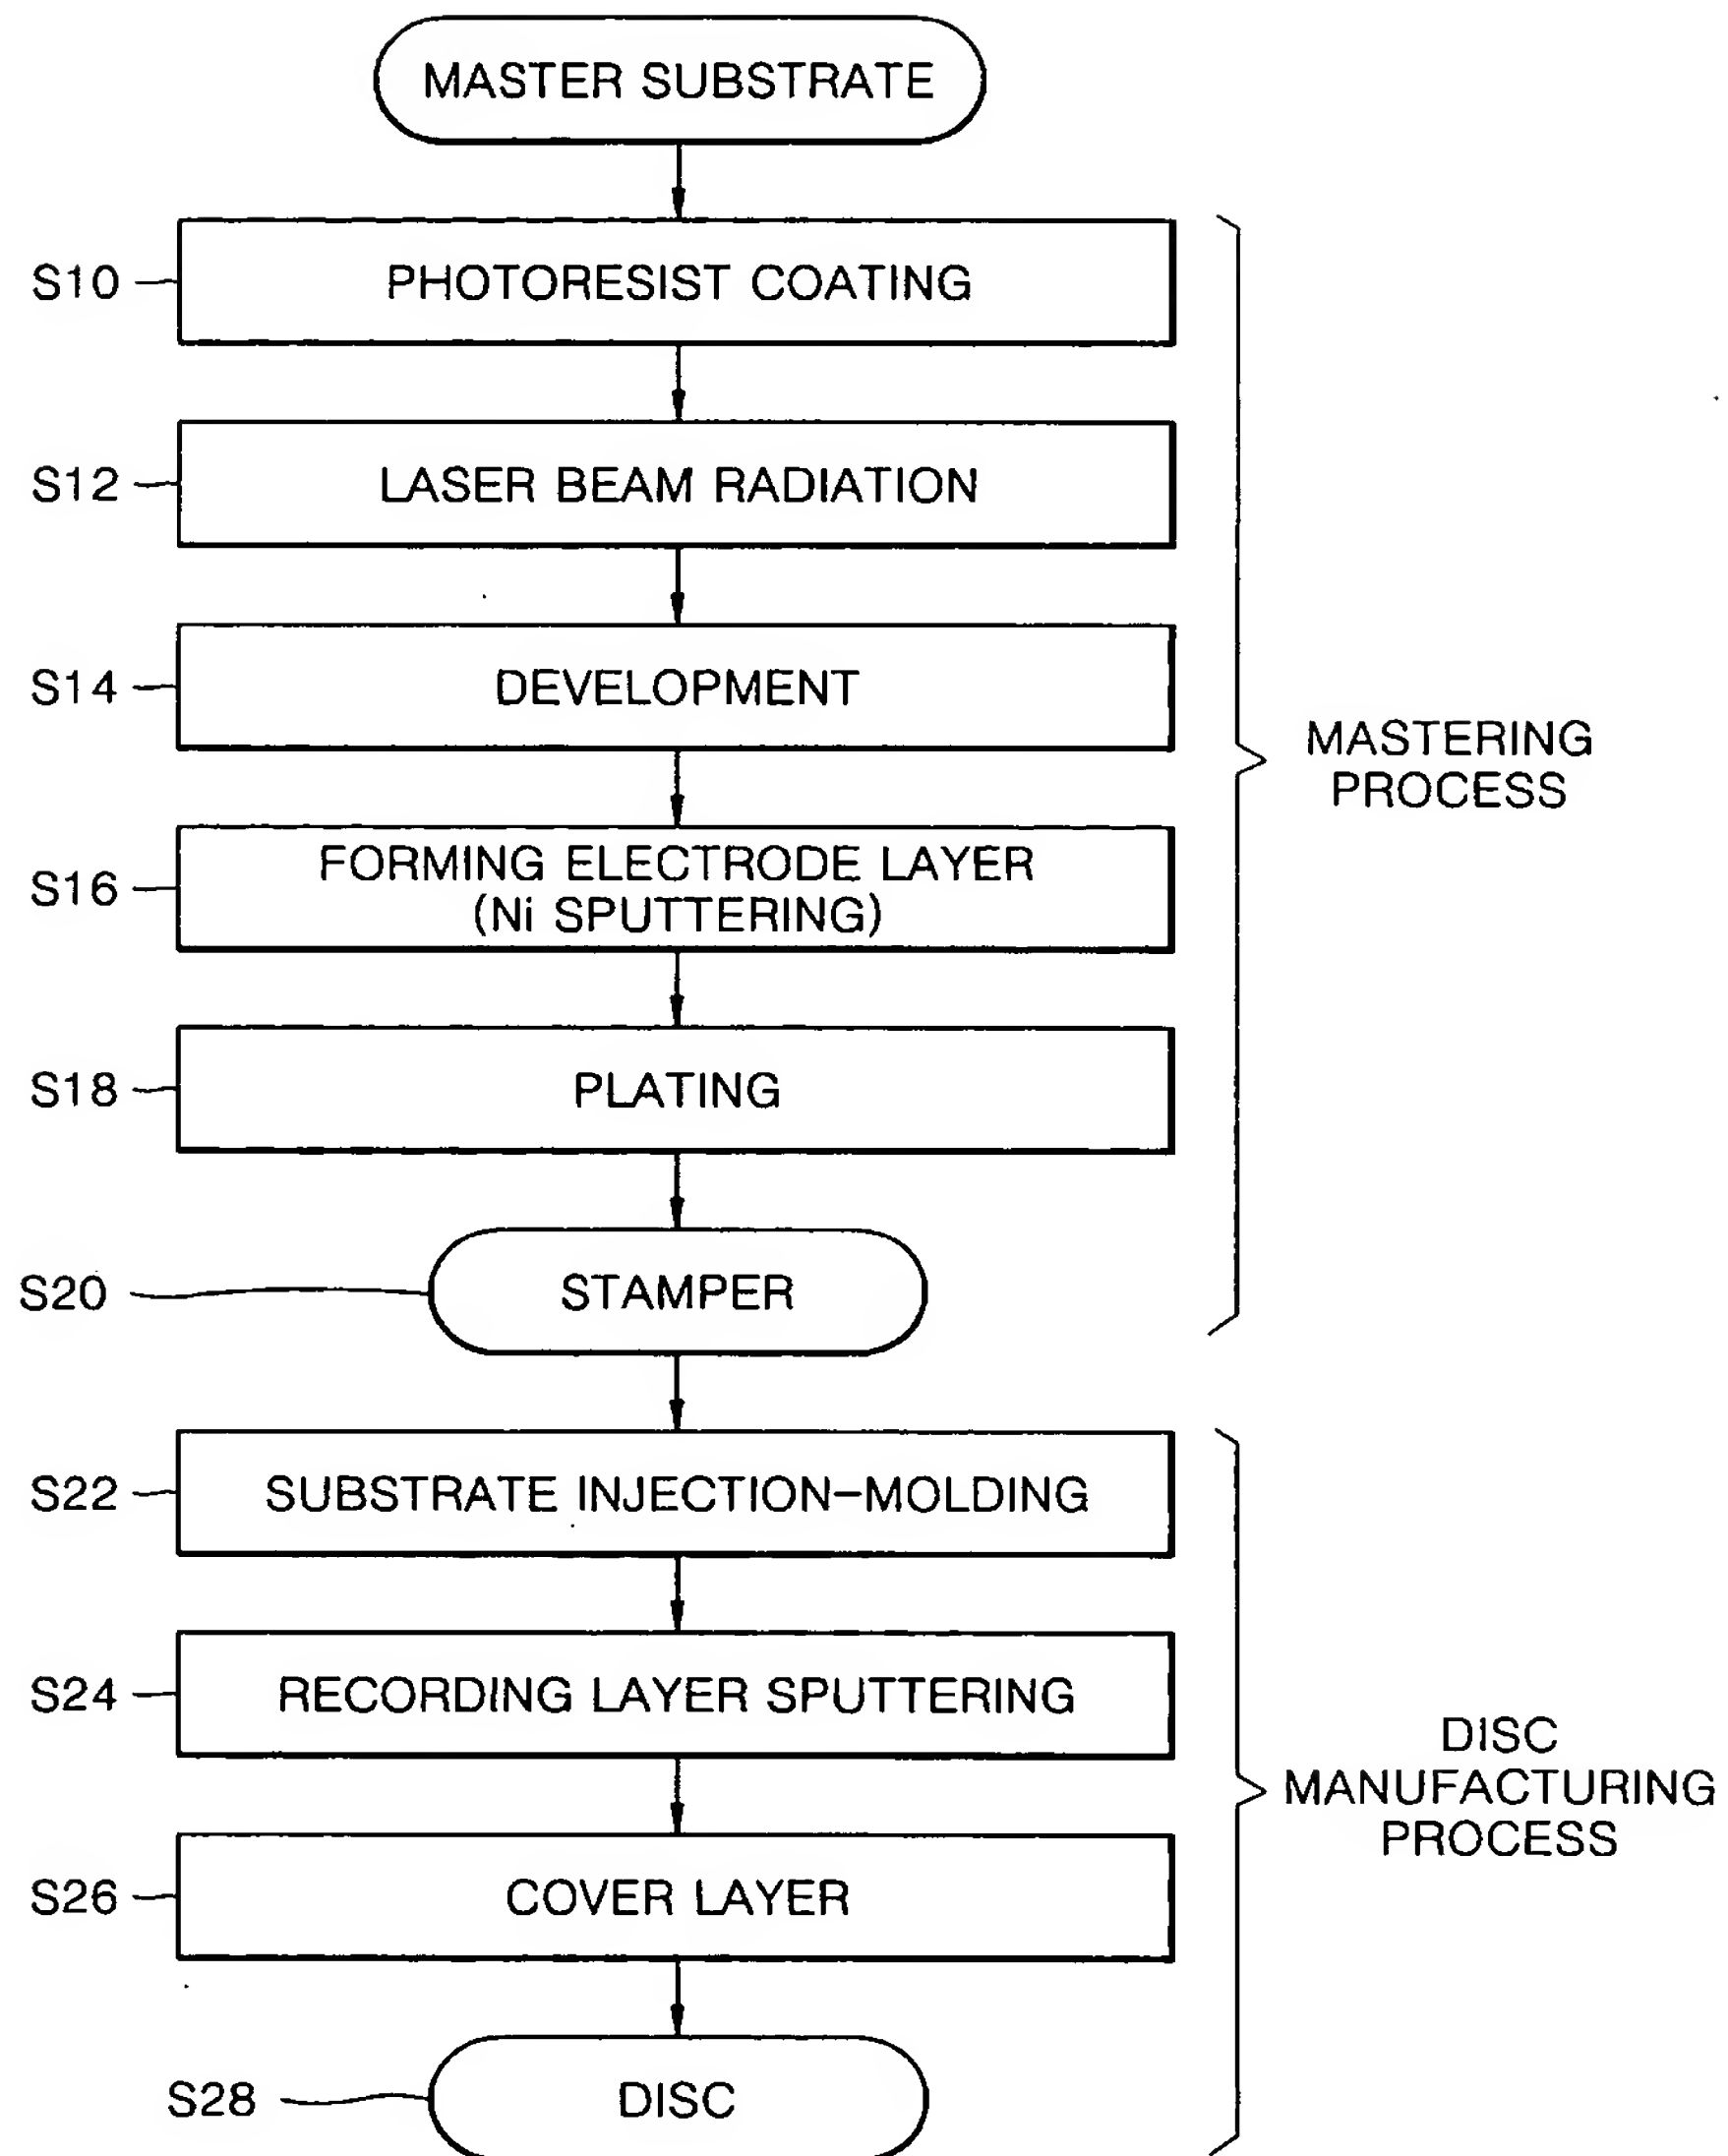 MASTER SUBSTRATE
S10
PHOTORESIST COATING
S12
LASER BEAM RADIATION
S14
DEVELOPMENT
MASTERING
PROCESS
S16
FORMING ELECTRODE LAYER
(Ni SPUTTERING)
S18
PLATING
S20
STAMPER
S22
SUBSTRATE INJECTION-MOLDING
S24
RECORDING LAYER SPUTTERING
DISC
MANUFACTURING
PROCESS
S26
COVER LAYER
S28
DISC